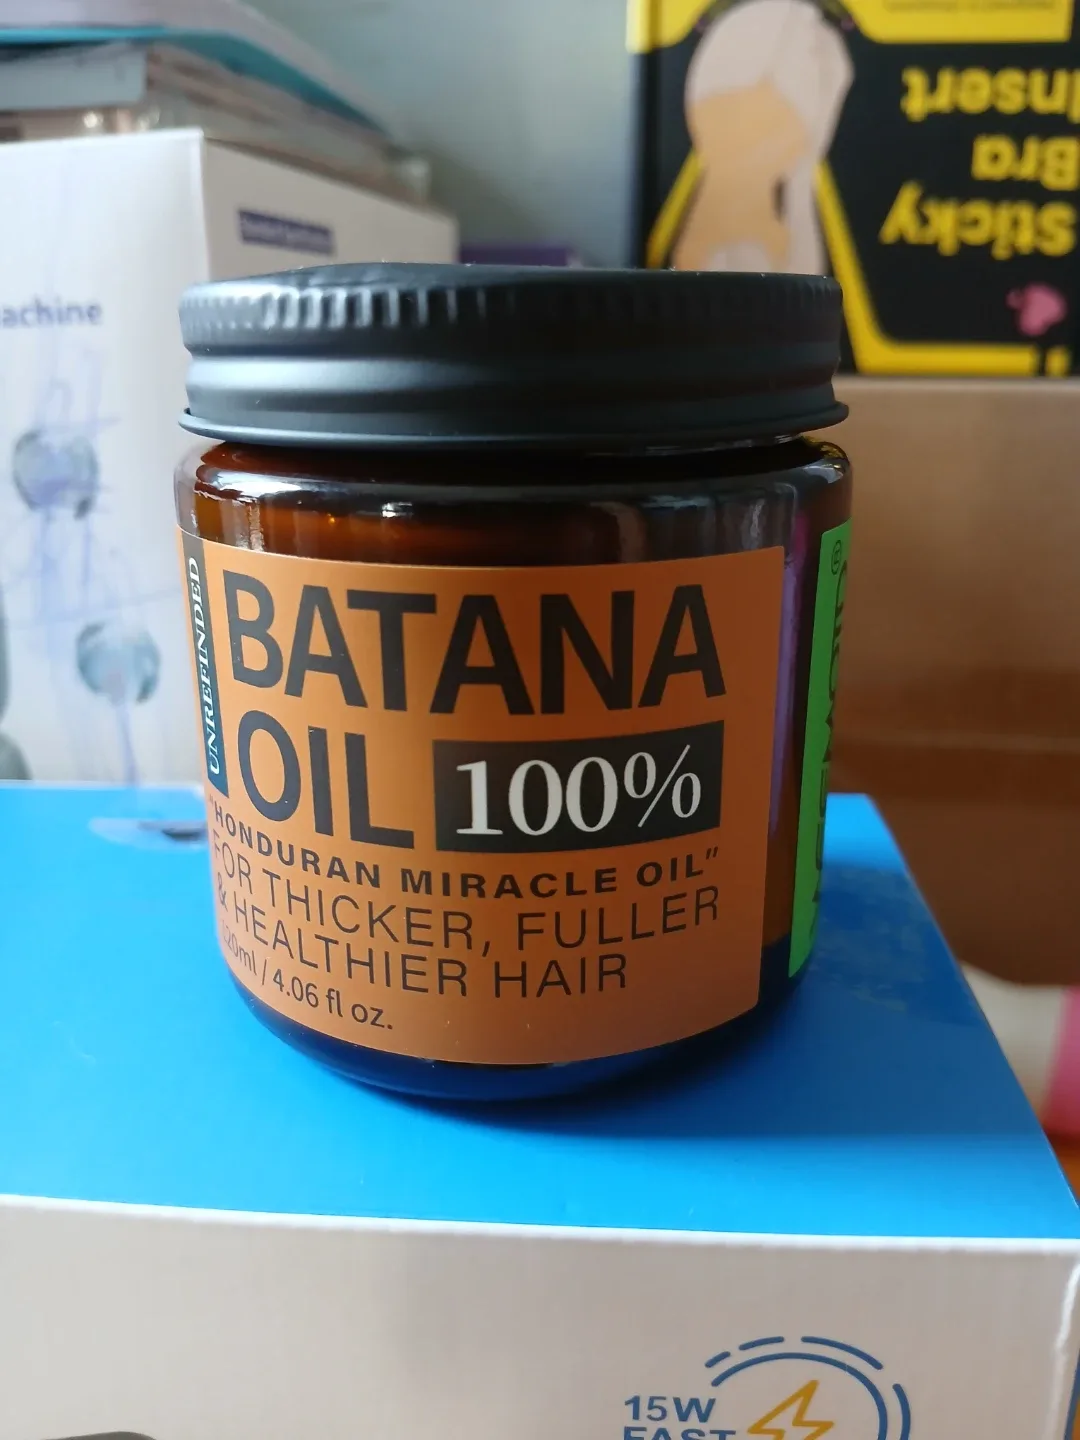 Sticky
Bra
Insert
achine
UNREFINDED
BATANA
OIL 100%
"HONDURAN MIRACLE OIL"
FOR THICKER, FULLER
& HEALTHIER HAIR
120ml / 4.06 fl oz.
15W
FAST